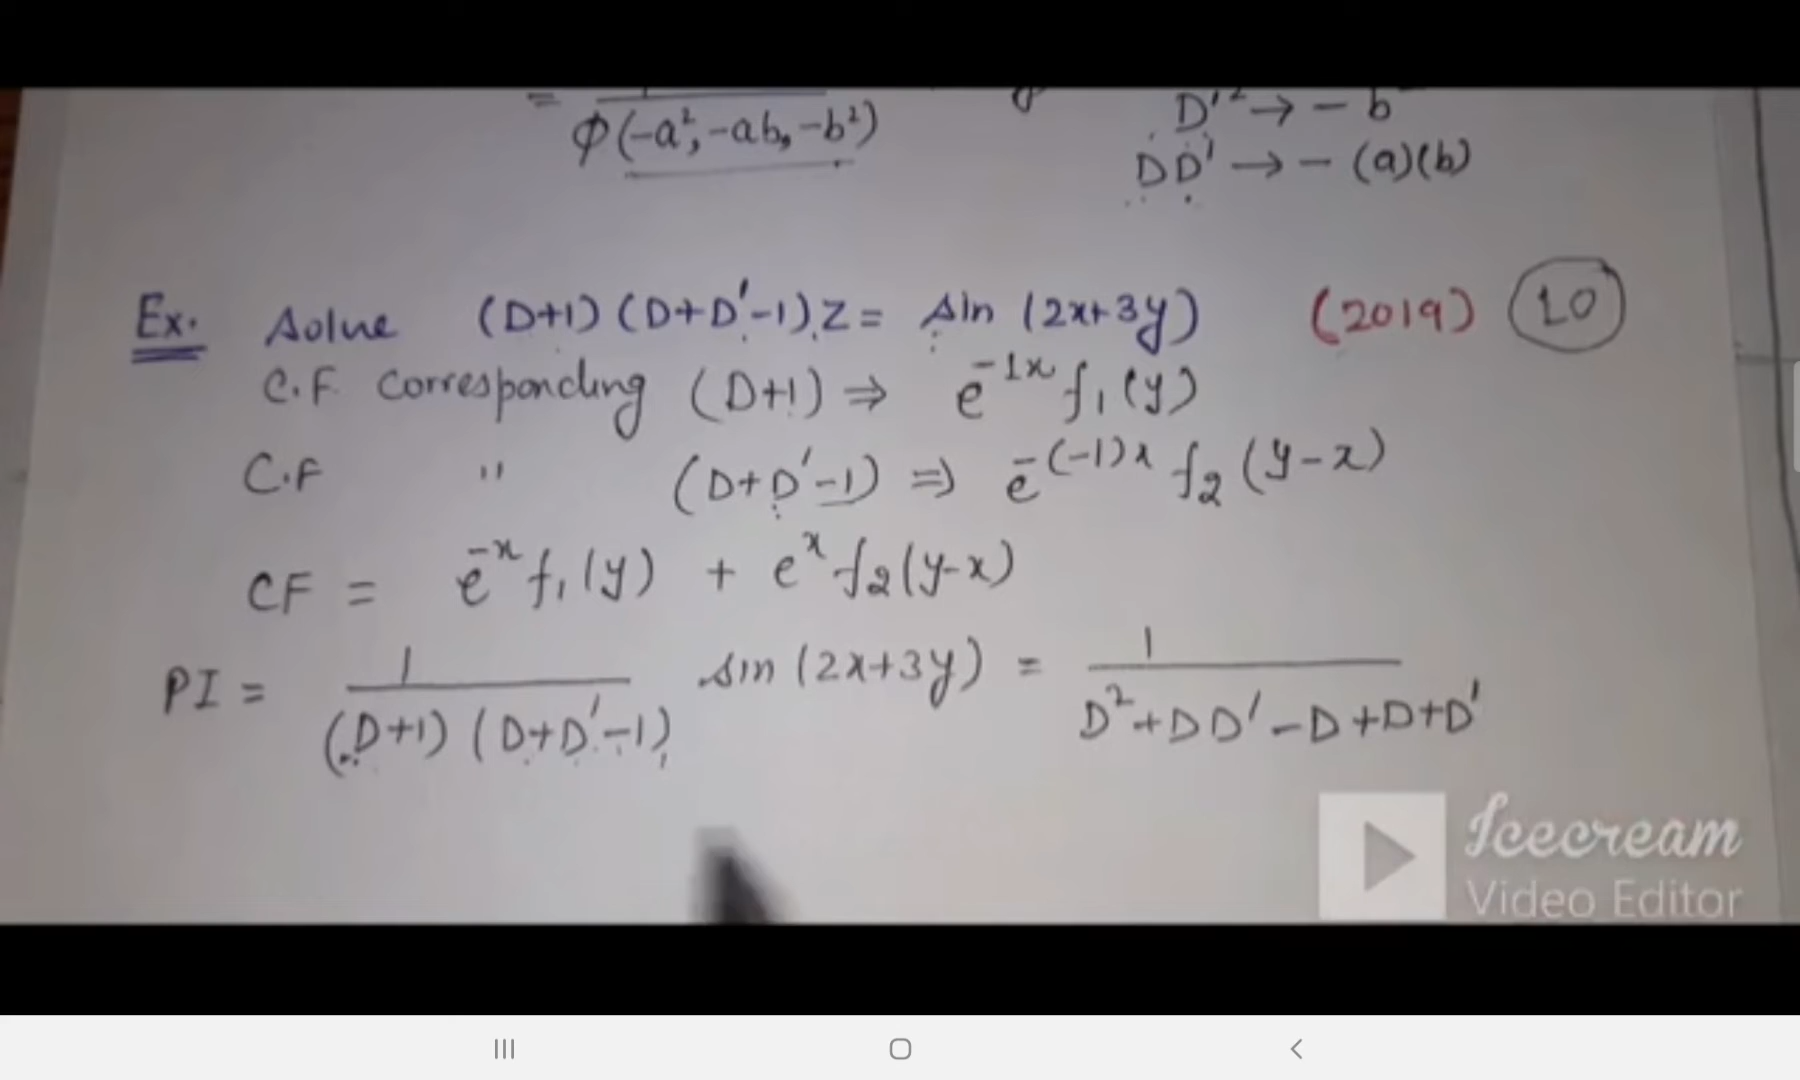 = 1
ϕ(-a², -ab, -b²)
D'² → - b
DD' → - (a)(b)
Ex. Solve (D+1) (D+D'-1) Z = sin (2x+3y) (2019) 10
C.F. Corresponding (D+1) ⇒ e^{-1x} f₁(y)
C.F " (D+D'-1) ⇒ e^{-(-1)x} f₂ (y-x)
CF = e^{-x} f₁(y) + e^x f₂(y-x)
PI = 1/((D+1) (D+D'-1)) sin (2x+3y) = 1/(D²+DD'-D+D+D')
Icecream
Video Editor